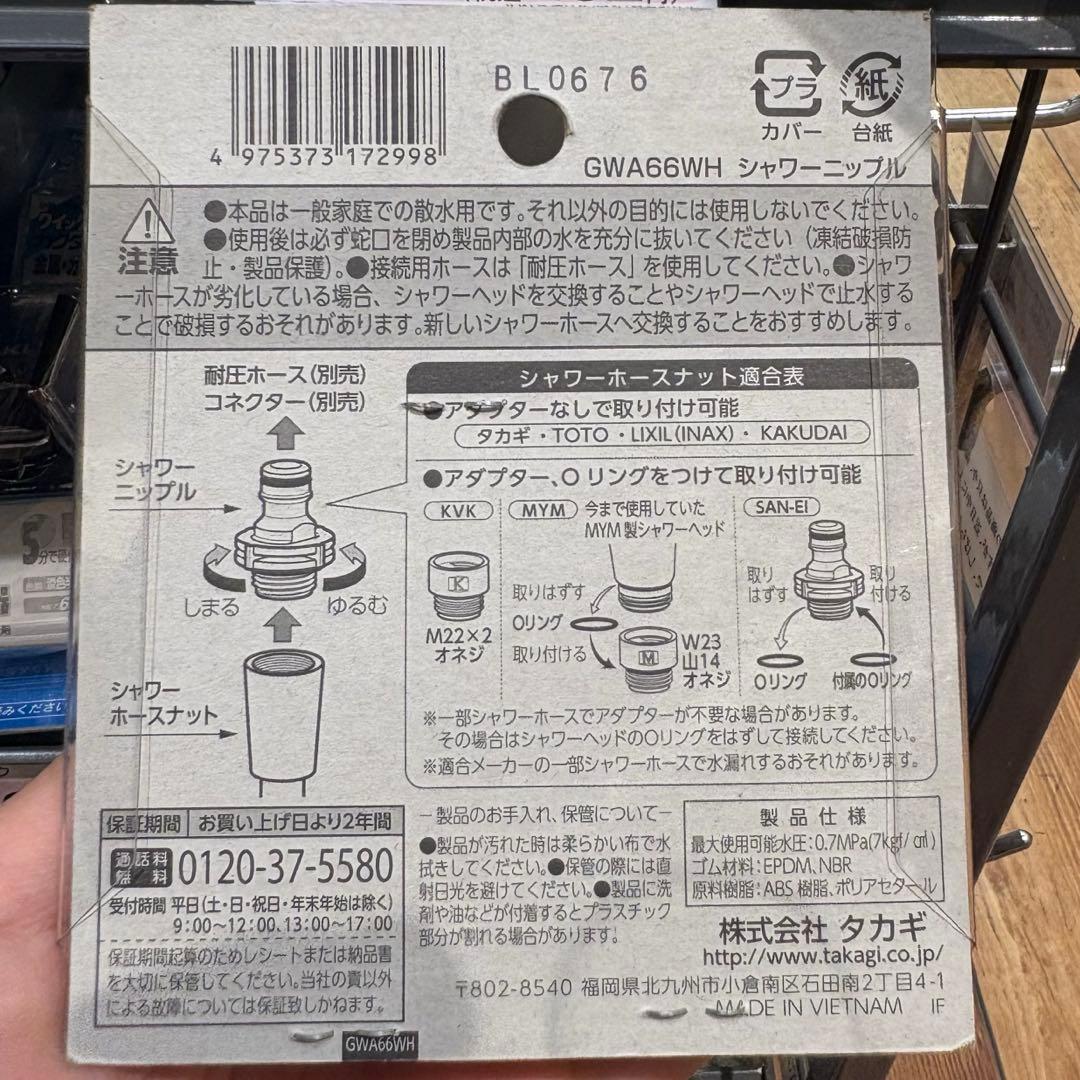 BL0676
プラ
カバー
紙
台紙
4 975373 172998
GWA66WH シャワーニップル
注意
●本品は一般家庭での散水用です。それ以外の目的には使用しないでください。
●使用後は必ず蛇口を閉め製品内部の水を充分に抜いてください（凍結破損防
止・製品保護）。●接続用ホースは「耐圧ホース」を使用してください。●シャワ
ーホースが劣化している場合、シャワーヘッドを交換することやシャワーヘッドで止水する
ことで破損するおそれがあります。新しいシャワーホースへ交換することをおすすめします。
耐圧ホース（別売）
コネクター（別売）
シャワー
ニップル
しまる
ゆるむ
シャワー
ホースナット
シャワーホースナット適合表
●アダプターなしで取り付け可能
タカギ・TOTO・LIXIL(INAX)・KAKUDAI
●アダプター、Oリングをつけて取り付け可能
KVK
K
M22×2
オネジ
MYM
今まで使用していた
MYM製シャワーヘッド
取りはずす
Oリング
取り付ける
M
W23
山14
オネジ
SAN-EI
取り
はずす
取り
付ける
Oリング
付属のOリング
※一部シャワーホースでアダプターが不要な場合があります。
その場合はシャワーヘッドのOリングをはずして接続してください。
※適合メーカーの一部シャワーホースで水漏れするおそれがあります。
保証期間 お買い上げ日より2年間
通話料
無料
0120-37-5580
受付時間 平日(土・日・祝日・年末年始は除く)
9:00〜12:00、13:00〜17:00
保証期間起算のためレシートまたは納品書
を大切に保管してください。当社の責以外
による故障については保証致しかねます。
GWA66WH
―製品のお手入れ、保管について―
●製品が汚れた時は柔らかい布で水
拭きしてください。●保管の際には直
射日光を避けてください。●製品に洗
剤や油などが付着するとプラスチック
部分が割れる場合があります。
製品仕様
最大使用可能水圧:0.7MPa(7kgf/㎠)
ゴム材料:EPDM、NBR
原料樹脂:ABS樹脂、ポリアセタール
株式会社 タカギ
http://www.takagi.co.jp/
〒802-8540 福岡県北九州市小倉南区石田南2丁目4-1
MADE IN VIETNAM IF